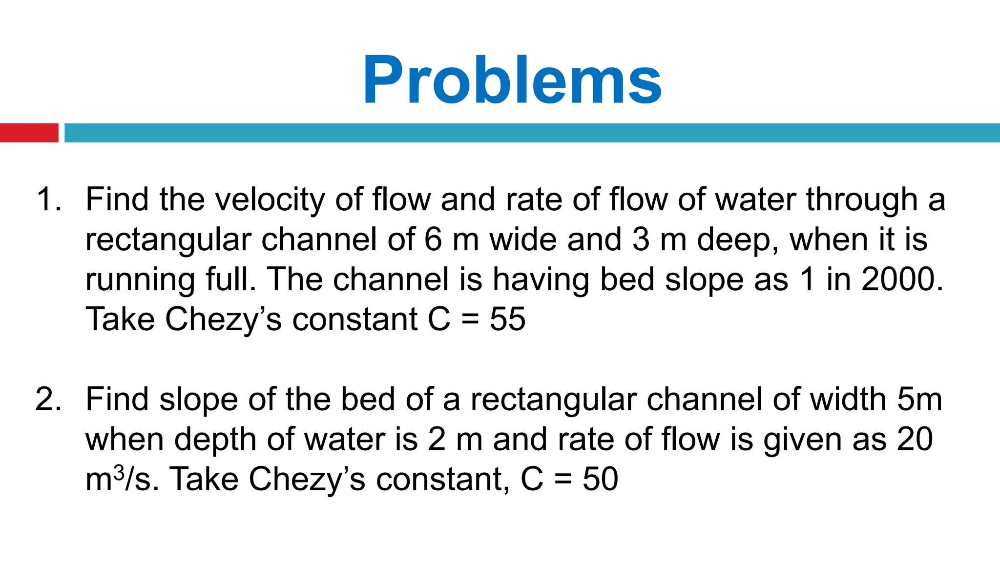 Problems
1. Find the velocity of flow and rate of flow of water through a
rectangular channel of 6 m wide and 3 m deep, when it is
running full. The channel is having bed slope as 1 in 2000.
Take Chezy’s constant C = 55
2. Find slope of the bed of a rectangular channel of width 5m
when depth of water is 2 m and rate of flow is given as 20
m³/s. Take Chezy’s constant, C = 50